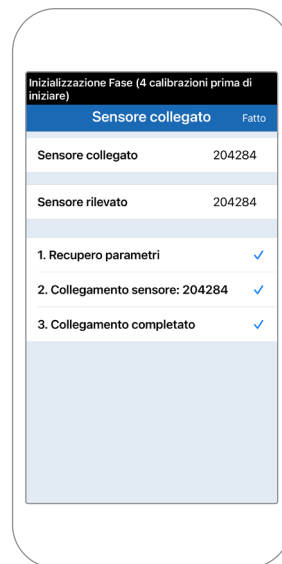 Inizializzazione Fase (4 calibrazioni prima di
iniziare)
Sensore collegato Fatto
Sensore collegato 204284
Sensore rilevato 204284
1. Recupero parametri
2. Collegamento sensore: 204284
3. Collegamento completato